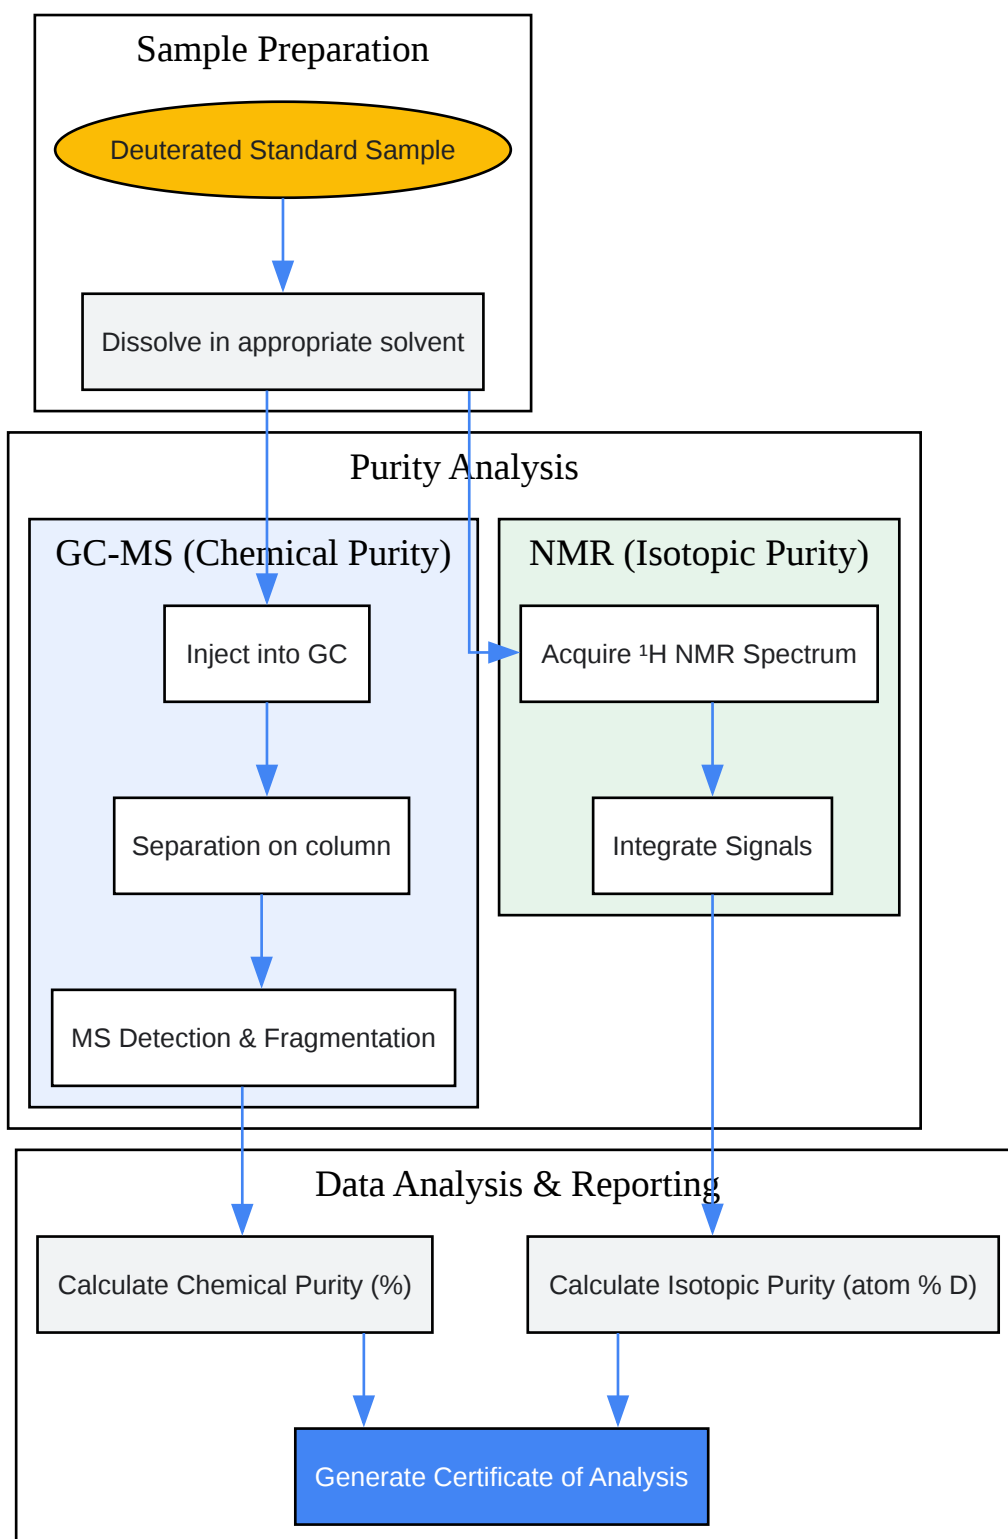 Sample Preparation
Deuterated Standard Sample
Dissolve in appropriate solvent
Purity Analysis
GC-MS (Chemical Purity)
Inject into GC
Separation on column
MS Detection & Fragmentation
NMR (Isotopic Purity)
Acquire ¹H NMR Spectrum
Integrate Signals
Data Analysis & Reporting
Calculate Chemical Purity (%)
Calculate Isotopic Purity (atom % D)
Generate Certificate of Analysis